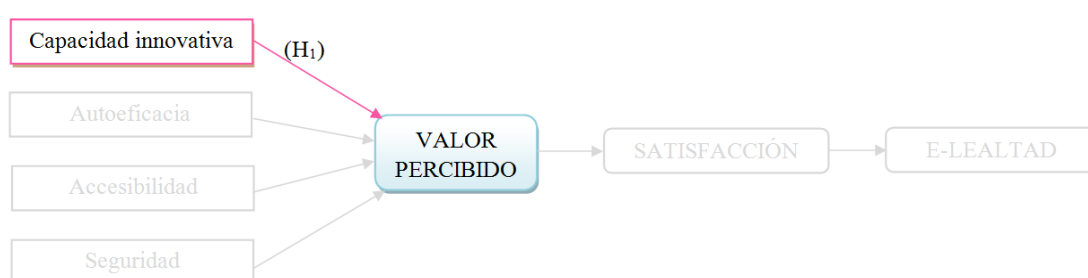 Capacidad innovativa
(H₁)
Autoeficacia
Accesibilidad
Seguridad
VALOR
PERCIBIDO
SATISFACCIÓN
E-LEALTAD